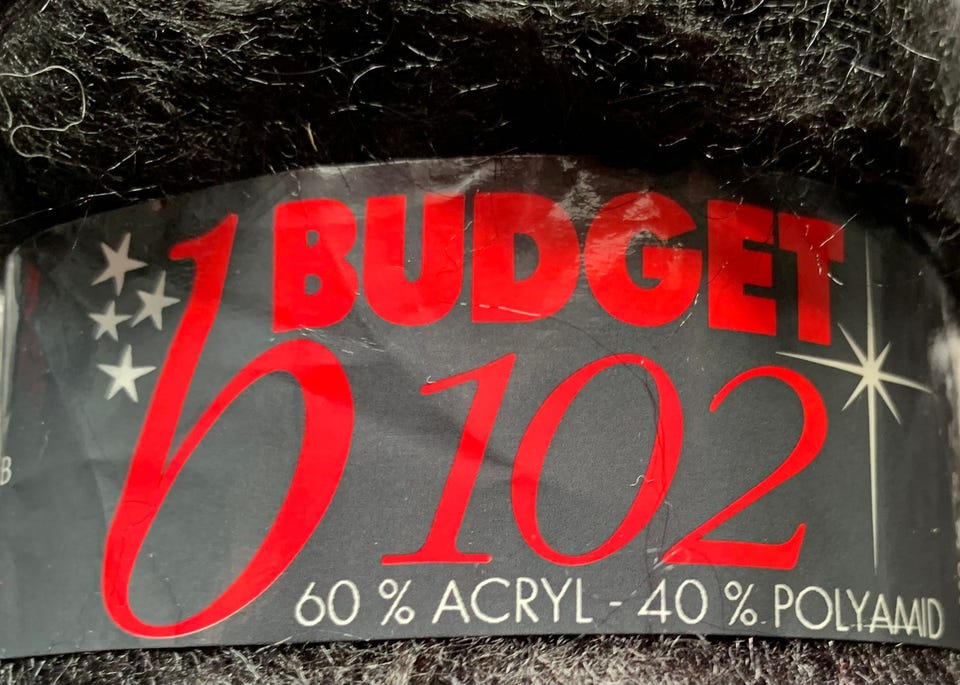 BUDGET
b 102
60 % ACRYL - 40 % POLYAMID
B